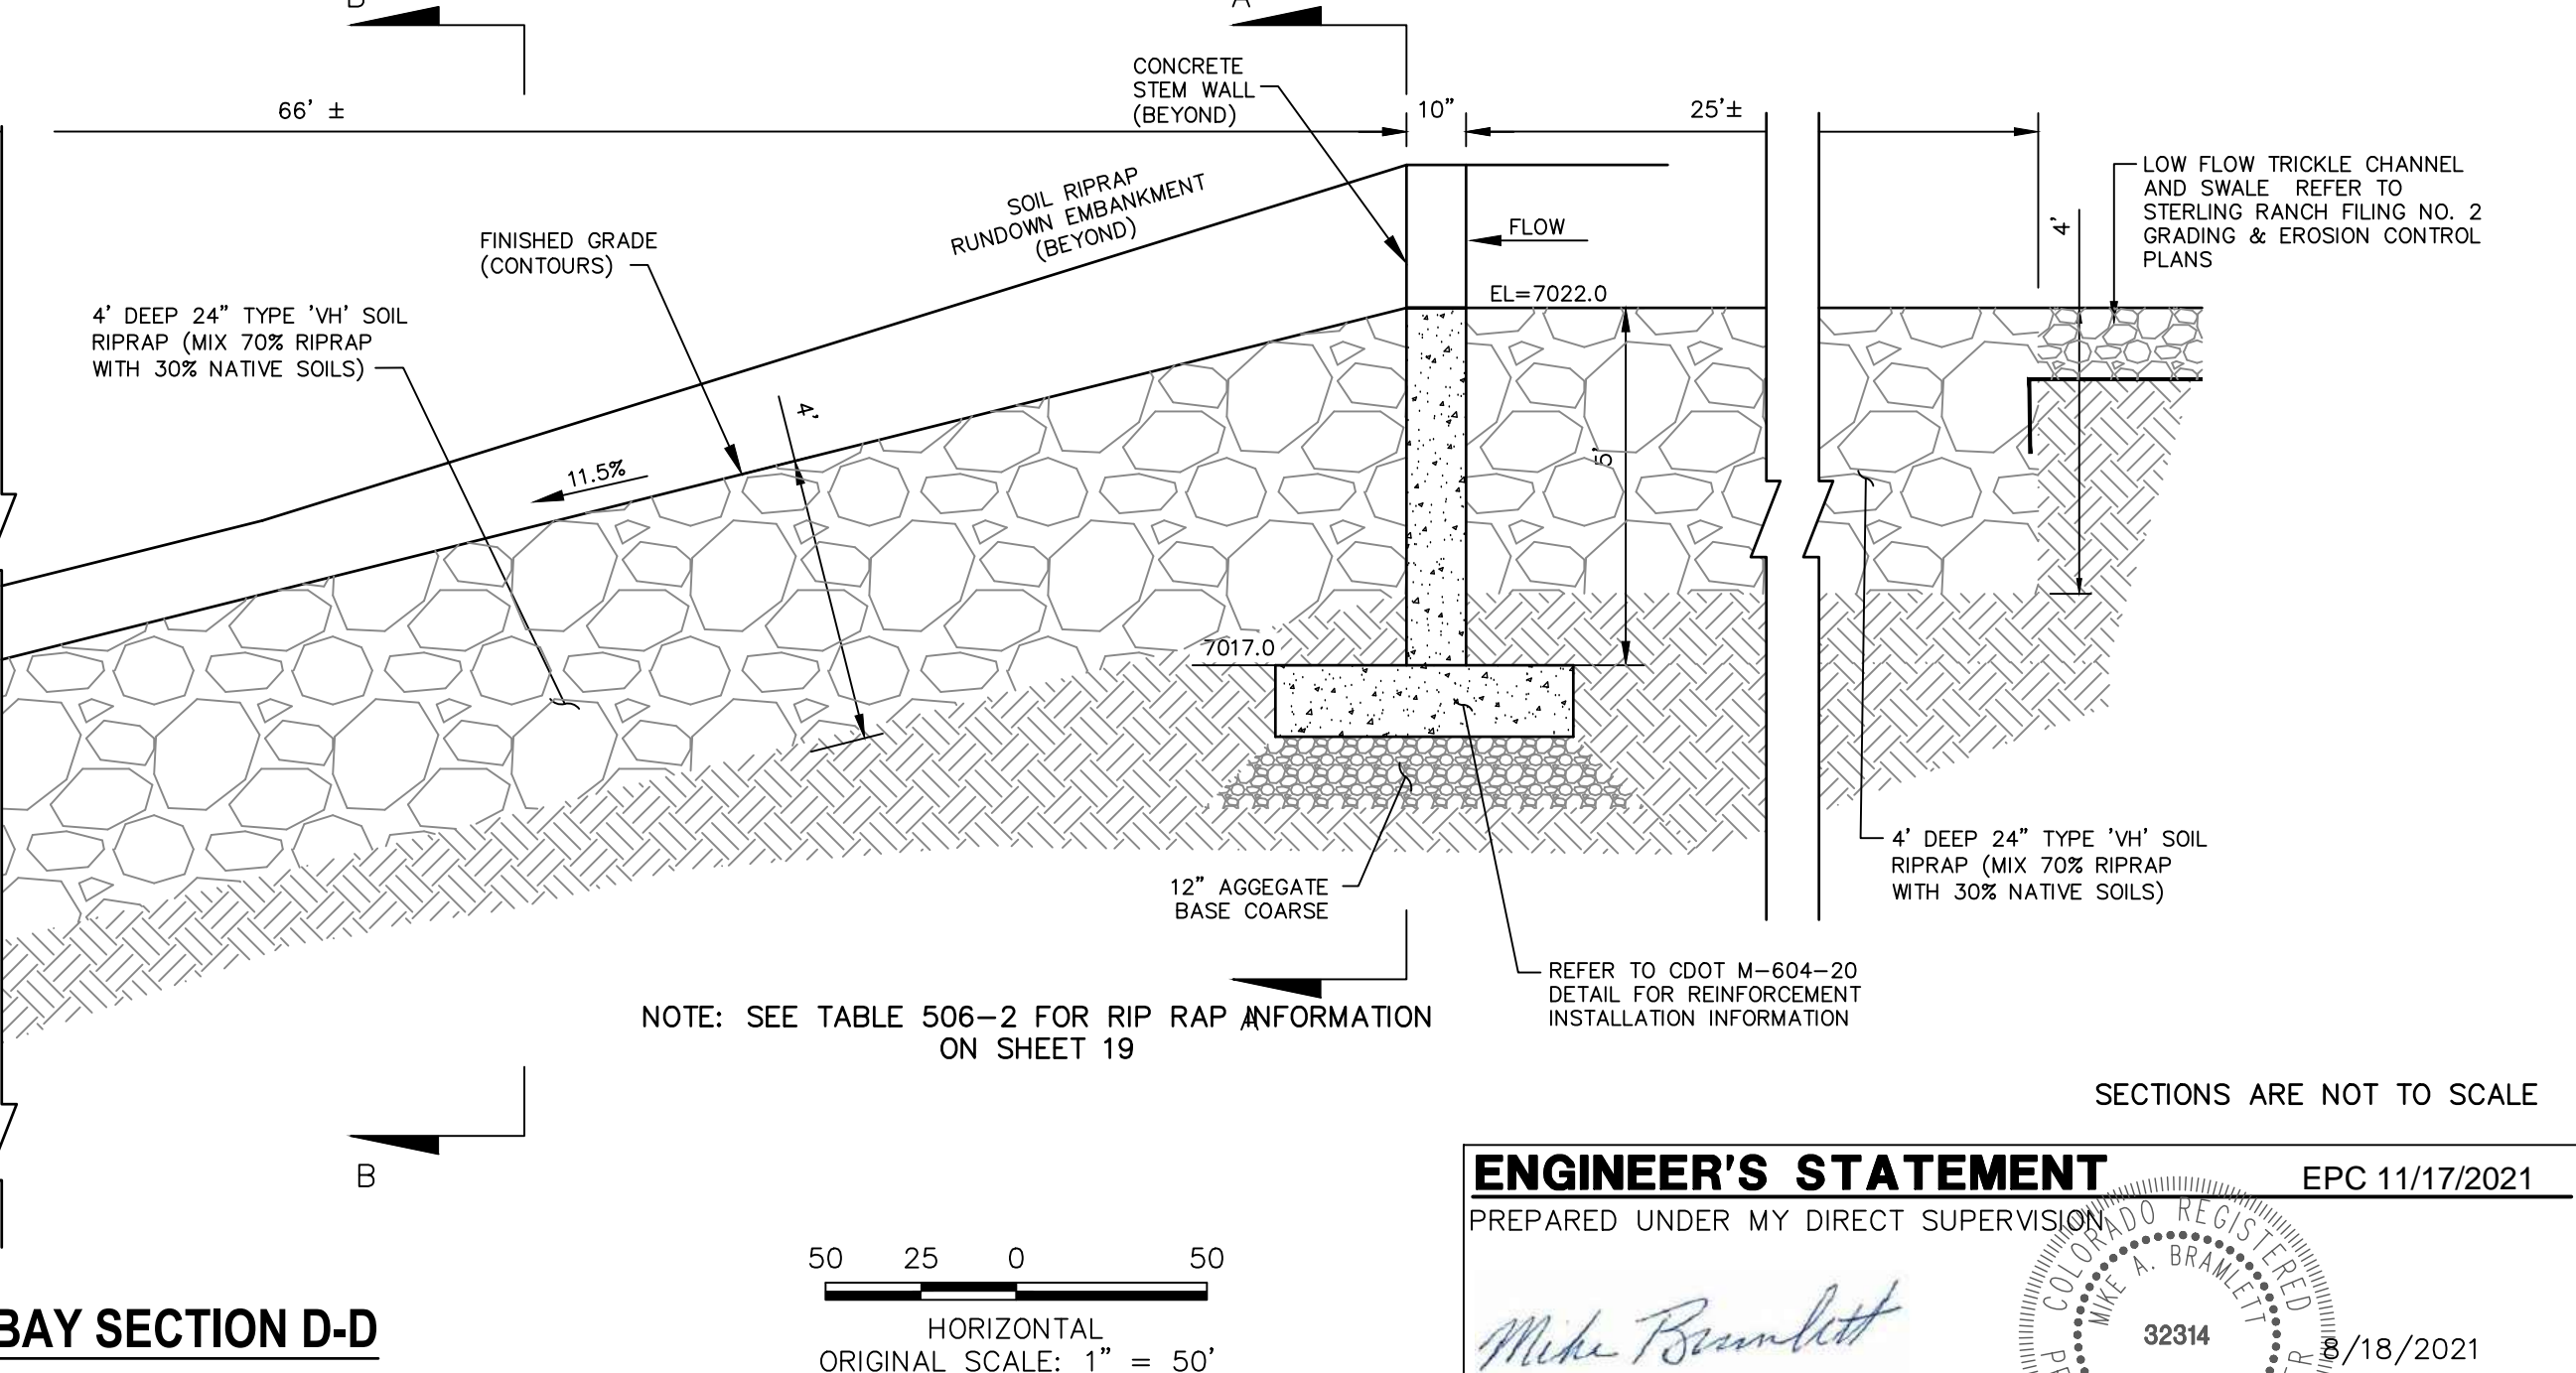 B
A
66' ±
10"
25'±
CONCRETE
STEM WALL
(BEYOND)
LOW FLOW TRICKLE CHANNEL
AND SWALE REFER TO
STERLING RANCH FILING NO. 2
GRADING & EROSION CONTROL
PLANS
4'
SOIL RIPRAP
RUNDOWN EMBANKMENT
(BEYOND)
FLOW
FINISHED GRADE
(CONTOURS)
EL=7022.0
4' DEEP 24" TYPE 'VH' SOIL
RIPRAP (MIX 70% RIPRAP
WITH 30% NATIVE SOILS)
4'
11.5%
5'
7017.0
4' DEEP 24" TYPE 'VH' SOIL
RIPRAP (MIX 70% RIPRAP
WITH 30% NATIVE SOILS)
12" AGGEGATE
BASE COARSE
REFER TO CDOT M-604-20
DETAIL FOR REINFORCEMENT
INSTALLATION INFORMATION
A
NOTE: SEE TABLE 506-2 FOR RIP RAP INFORMATION
ON SHEET 19
SECTIONS ARE NOT TO SCALE
B
ENGINEER'S STATEMENT
EPC 11/17/2021
PREPARED UNDER MY DIRECT SUPERVISION
COLORADO REGISTERED
MIKE A. BRAMLETT
32314
8/18/2021
Mike Bramlett
50 25 0 50
HORIZONTAL
ORIGINAL SCALE: 1" = 50'
BAY SECTION D-D